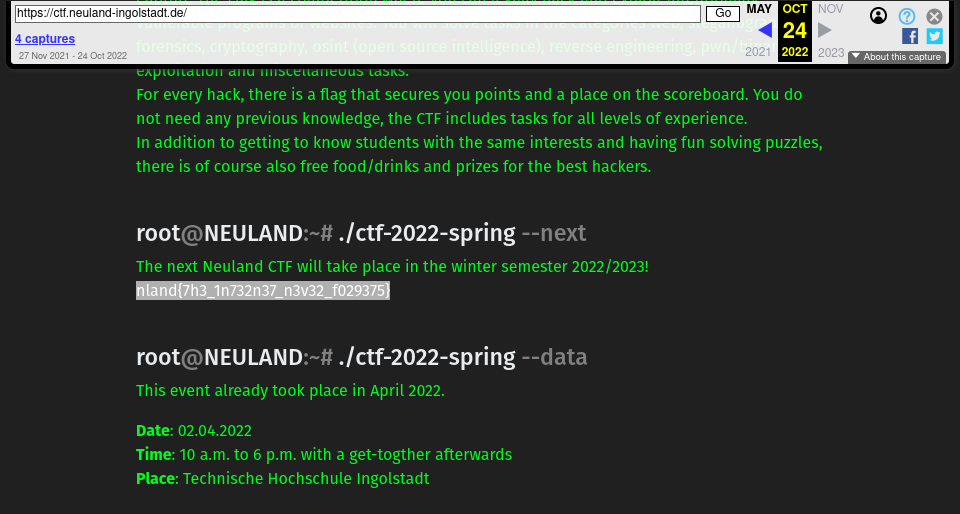 https://ctf.neuland-ingolstadt.de/
Go
MAY
OCT
NOV
4 captures
24
27 Nov 2021 - 24 Oct 2022
2021
2022
2023
About this capture
forensics, cryptography, osint (open source intelligence), reverse engineering, pwn/
exploitation and miscellaneous tasks.
For every hack, there is a flag that secures you points and a place on the scoreboard. You do
not need any previous knowledge, the CTF includes tasks for all levels of experience.
In addition to getting to know students with the same interests and having fun solving puzzles,
there is of course also free food/drinks and prizes for the best hackers.
root@NEULAND:~# ./ctf-2022-spring --next
The next Neuland CTF will take place in the winter semester 2022/2023!
nland{7h3_1n732n37_n3v32_f029375}
root@NEULAND:~# ./ctf-2022-spring --data
This event already took place in April 2022.
Date: 02.04.2022
Time: 10 a.m. to 6 p.m. with a get-togther afterwards
Place: Technische Hochschule Ingolstadt